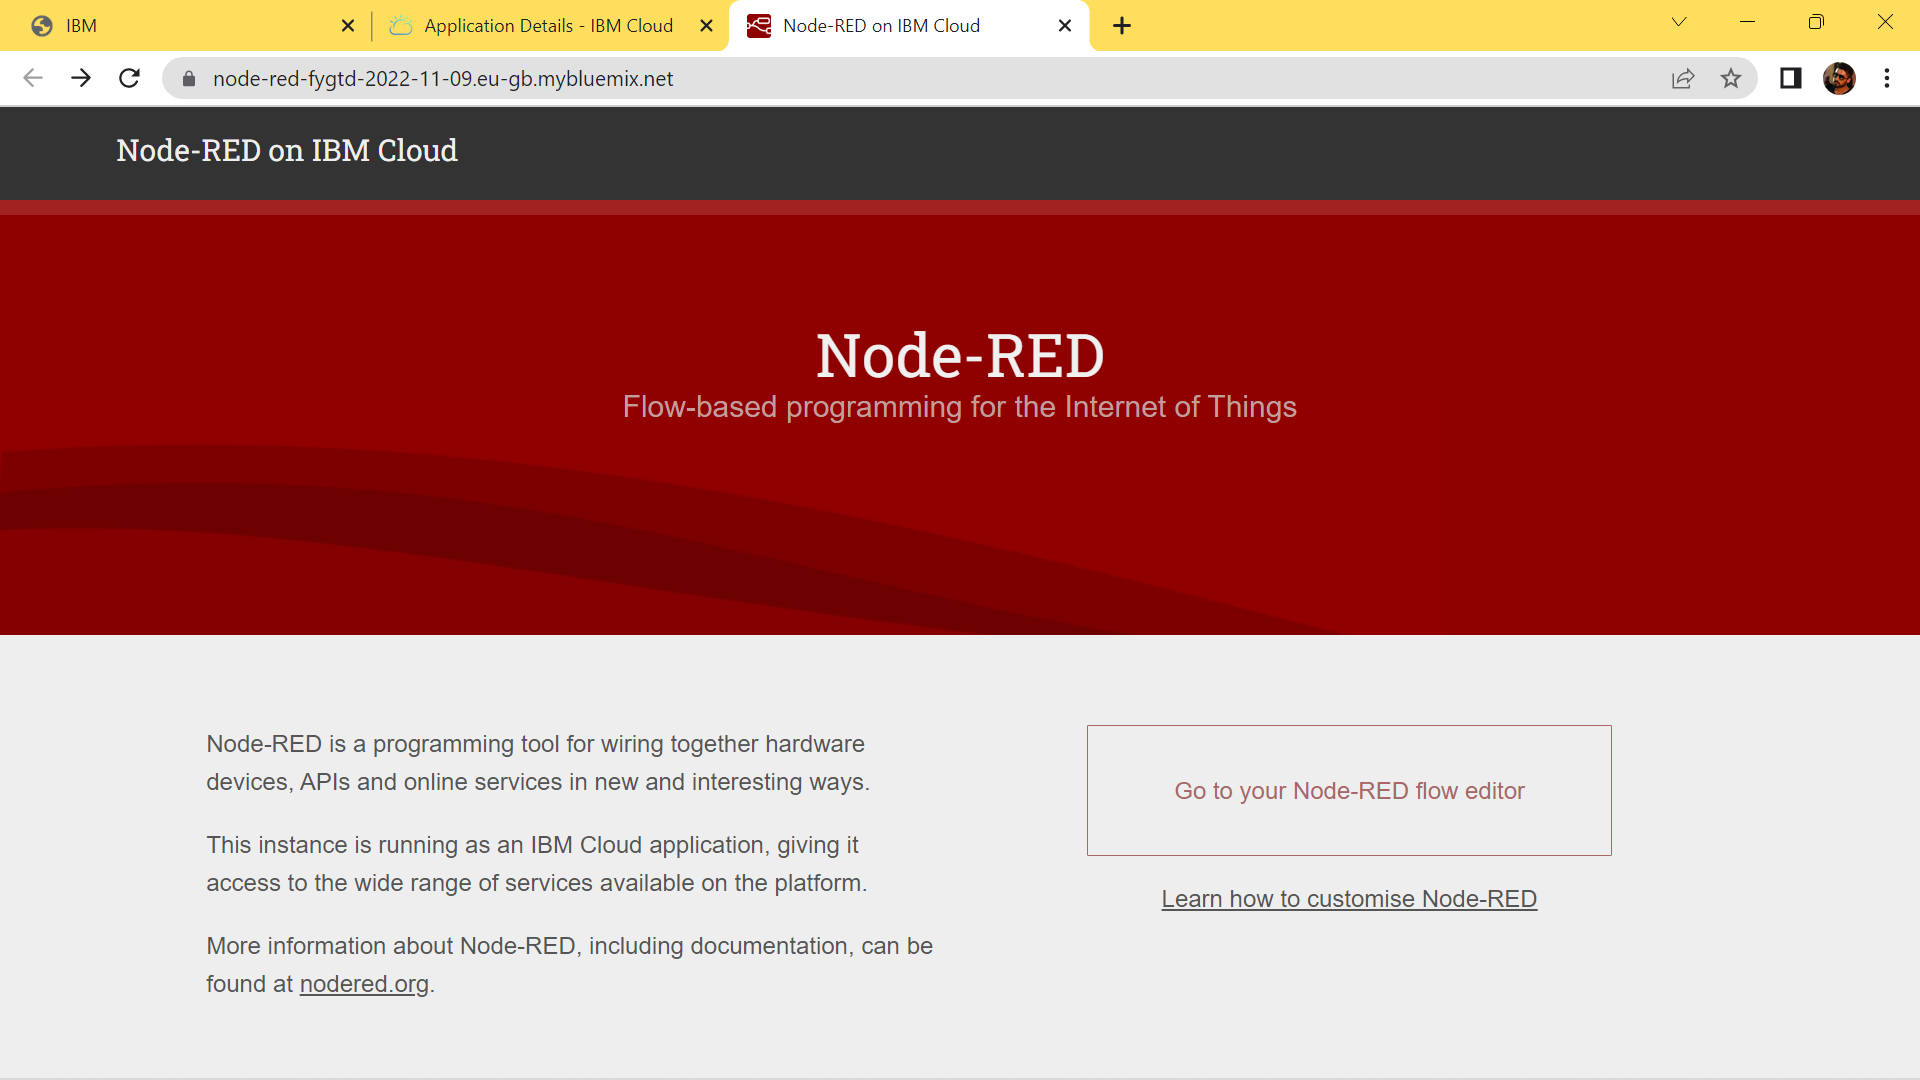 IBM
Application Details - IBM Cloud
Node-RED on IBM Cloud
node-red-fygtd-2022-11-09.eu-gb.mybluemix.net
Node-RED on IBM Cloud
Node-RED
Flow-based programming for the Internet of Things
Node-RED is a programming tool for wiring together hardware
devices, APIs and online services in new and interesting ways.
This instance is running as an IBM Cloud application, giving it
access to the wide range of services available on the platform.
More information about Node-RED, including documentation, can be
found at nodered.org.
Go to your Node-RED flow editor
Learn how to customise Node-RED